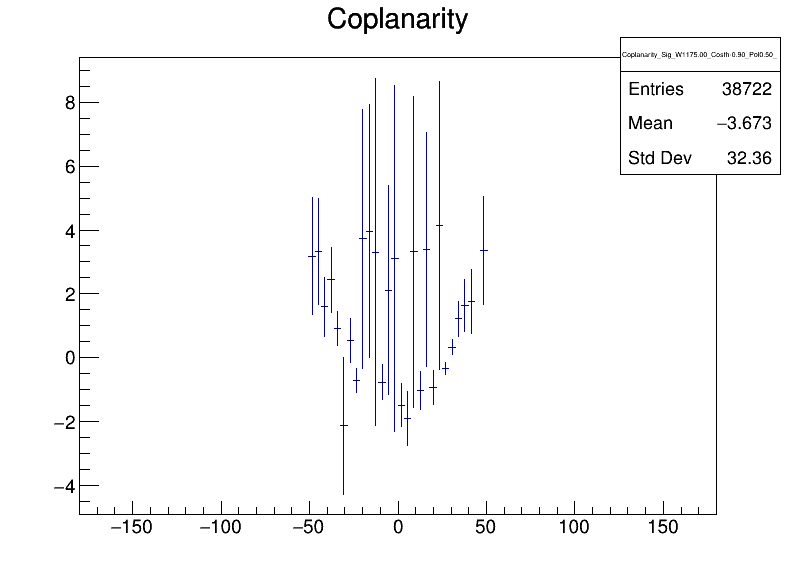 Coplanarity
Coplanarity_Sig_W1175.00_Costh-0.90_Pol0.50_
Entries 38722
Mean −3.673
Std Dev 32.36
8
6
4
2
0
−2
−4
−150 −100 −50 0 50 100 150